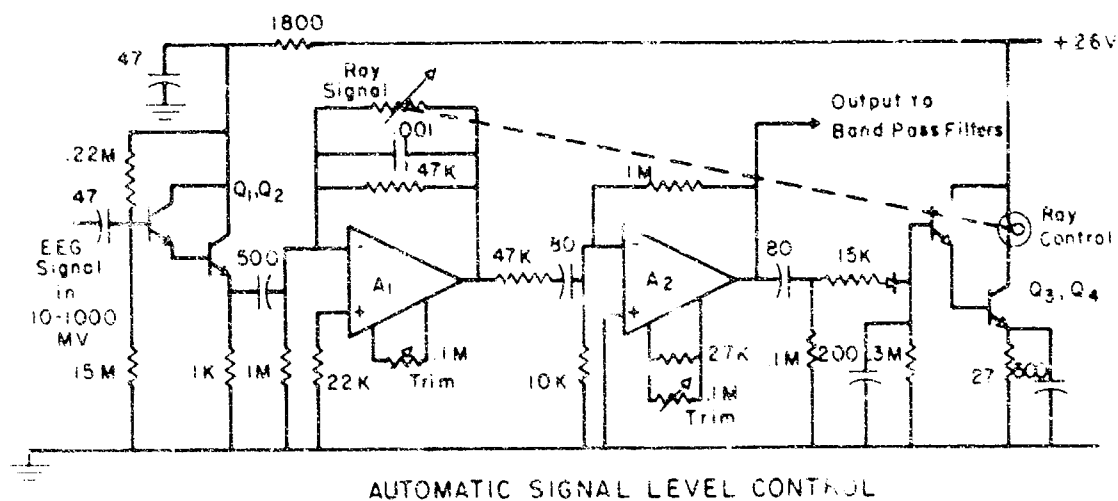 1800
47
+26V
Ray
Signal
.001
47K
Output to
Band Pass Filters
.22M
Q1,Q2
47
EEG
Signal
in
10-1000
MV
500
.1M
Ray
Control
A1
47K
80
A2
80
15K
Q3, Q4
15M
1K
1M
22K
.1M
Trim
10K
27K
.1M
Trim
.1M
200
.3M
27
AUTOMATIC SIGNAL LEVEL CONTROL